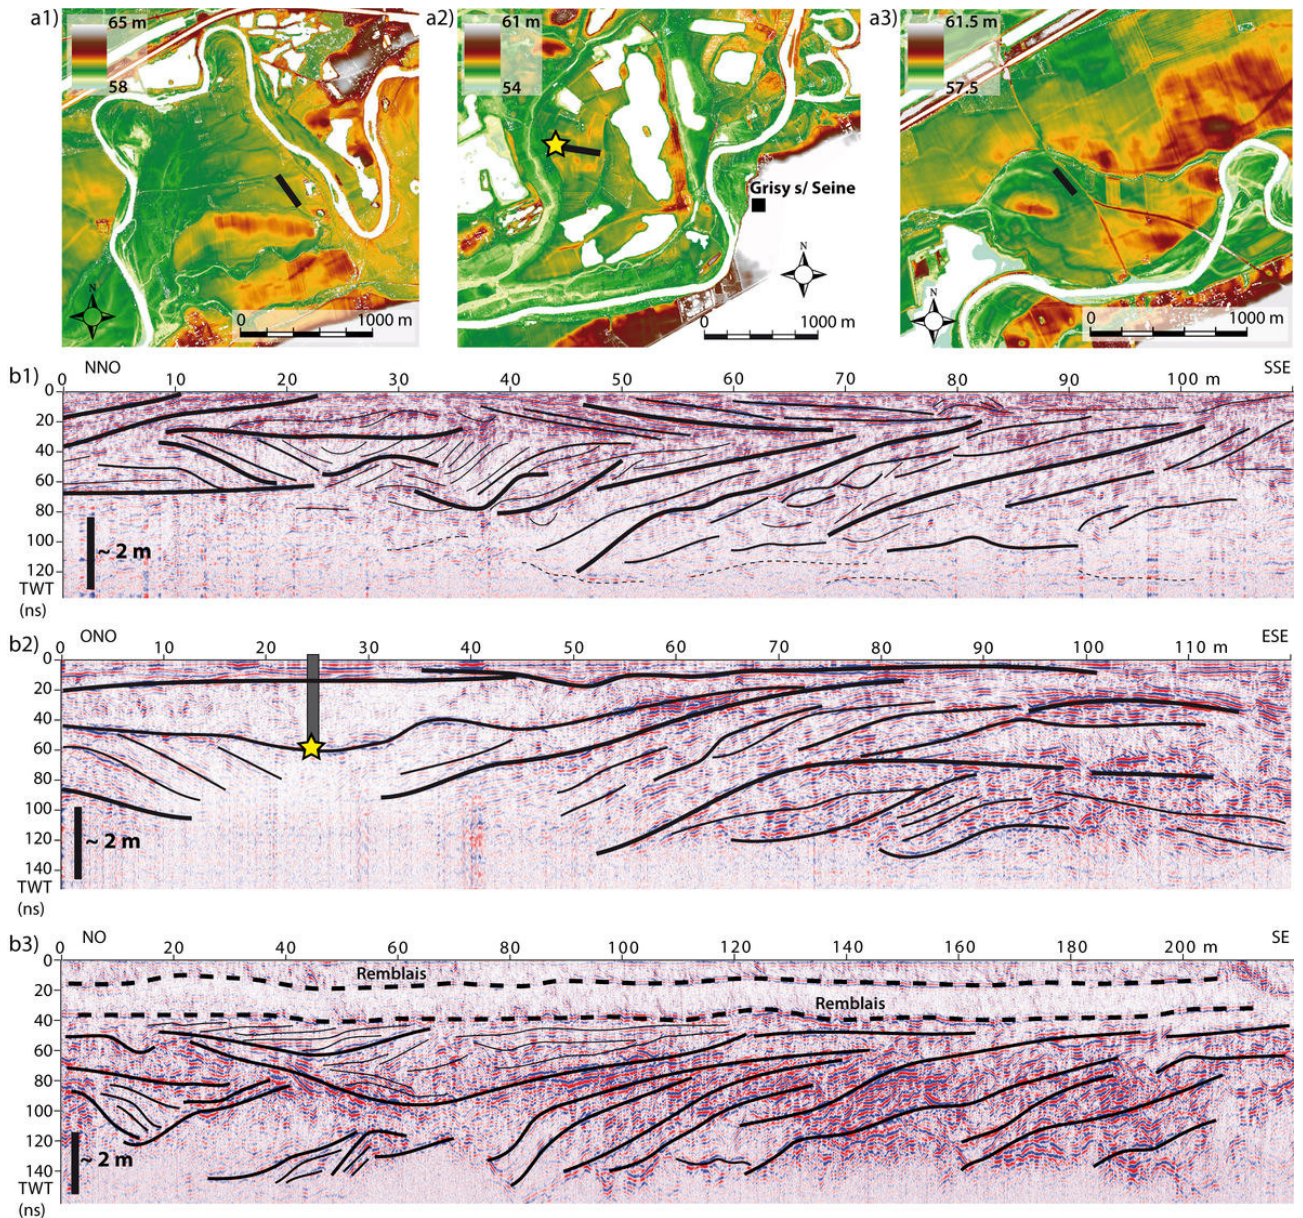 a1) 65 m a2) 61 m a3) 61.5 m
58 54 57.5
Grisy s/ Seine
N N N
0 1000 m 0 1000 m 0 1000 m
b1) NNO SSE
0 10 20 30 40 50 60 70 80 90 100 m
0
20
40
60
80
100 ~ 2 m
120
TWT
(ns)
b2) ONO ESE
0 10 20 30 40 50 60 70 80 90 100 110 m
0
20
40
60
80
100
120 ~ 2 m
140
TWT
(ns)
b3) NO SE
0 20 40 60 80 100 120 140 160 180 200 m
0
Remblais
20
Remblais
40
60
80
100
120
~ 2 m
140
TWT
(ns)